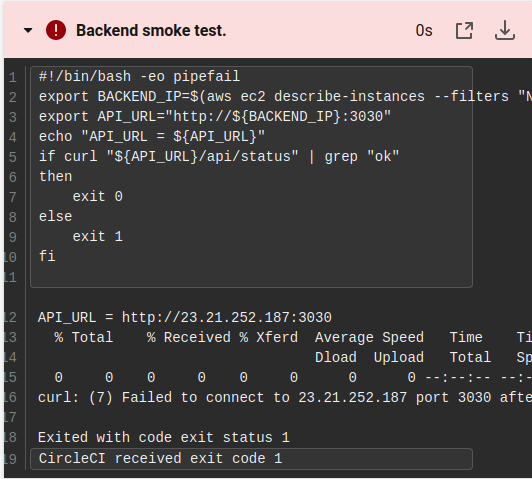 Backend smoke test.
0s
1 #!/bin/bash -eo pipefail
2 export BACKEND_IP=$(aws ec2 describe-instances --filters "N
3 export API_URL="http://${BACKEND_IP}:3030"
4 echo "API_URL = ${API_URL}"
5 if curl "${API_URL}/api/status" | grep "ok"
6 then
7     exit 0
8 else
9     exit 1
10 fi
11
12 API_URL = http://23.21.252.187:3030
13   % Total    % Received % Xferd  Average Speed   Time    Ti
14                                  Dload  Upload   Total   Sp
15   0     0    0     0    0     0      0      0 --:--:-- --:
16 curl: (7) Failed to connect to 23.21.252.187 port 3030 afte
17
18 Exited with code exit status 1
19 CircleCI received exit code 1